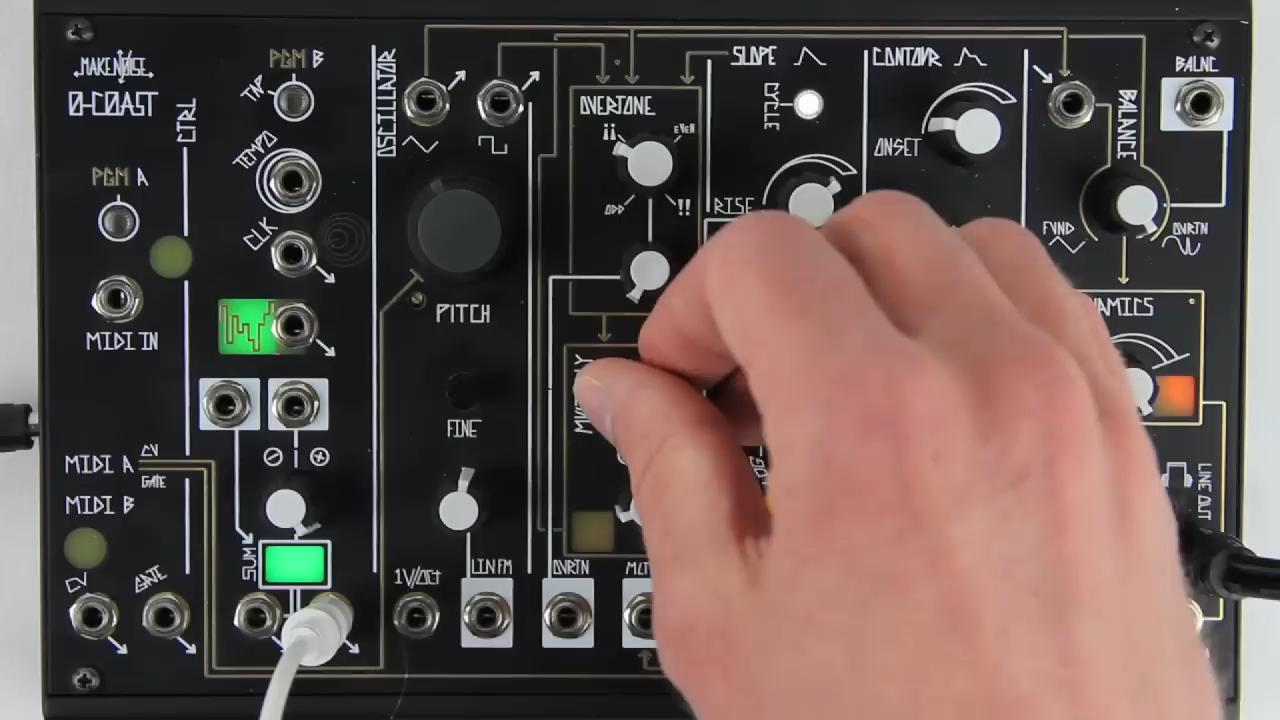 MAKENOISE
0-COAST
CTRL
PGM A
MIDI IN
PGM B
TAP
TEMPO
CLK
MIDI A
CV
GATE
MIDI B
CV
GATE
SUM
OSCILLATOR
PITCH
FINE
1V/OCT
LIN FM
OVRTN
OVERTONE
!!
EVEN
ODD
!!
SLOPE
CYCLE
RISE
CONTOUR
ONSET
BALANCE
BALNC
FUND
OVRTN
LINE OUT